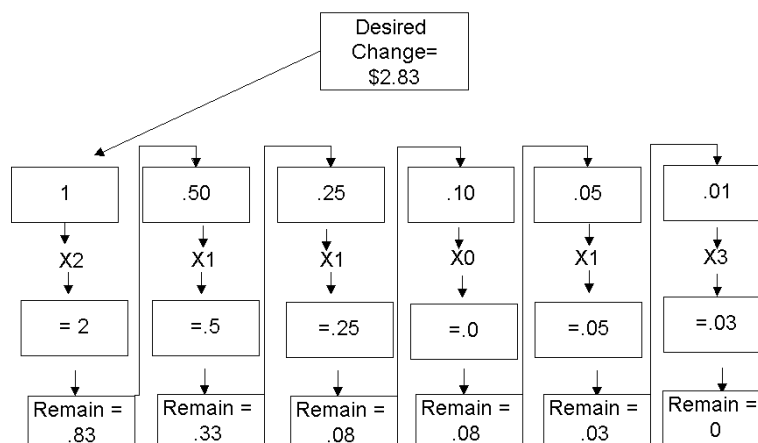 Desired
Change=
$2.83
1
.50
.25
.10
.05
.01
X2
X1
X1
X0
X1
X3
= 2
=.5
=.25
=.0
=.05
=.03
Remain =
.83
Remain =
.33
Remain =
.08
Remain =
.08
Remain =
.03
Remain =
0